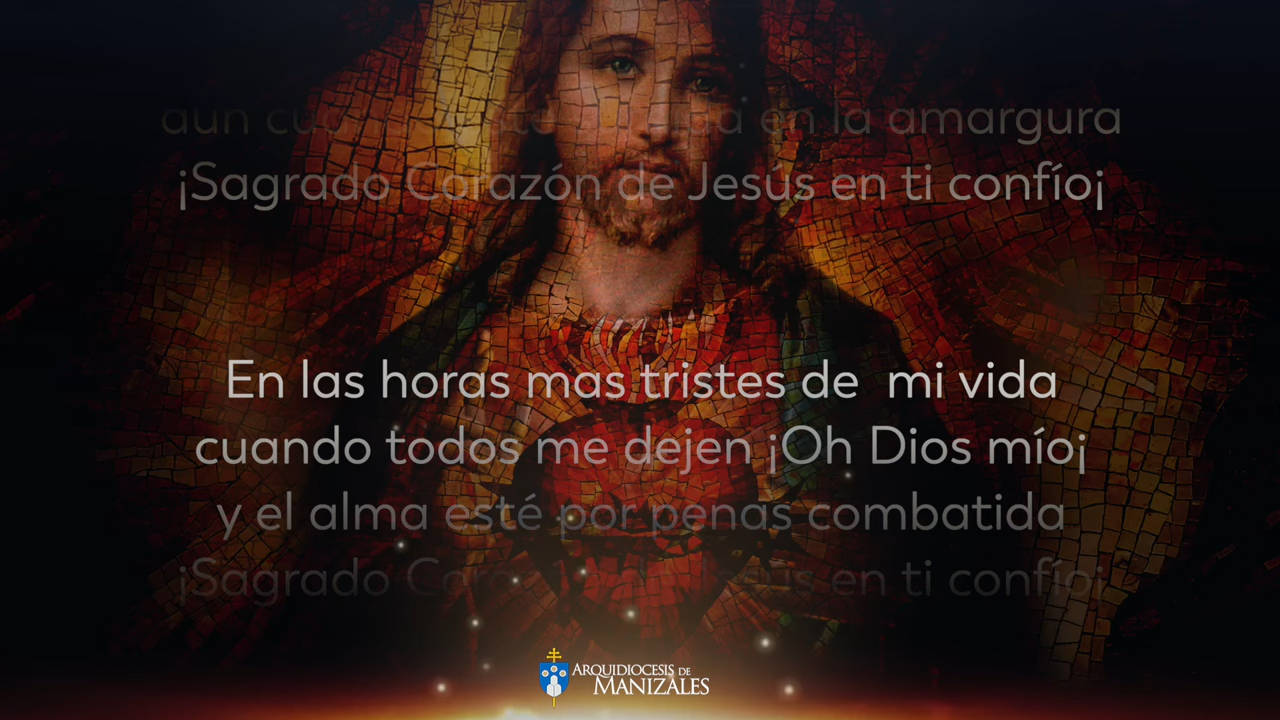 aun en la amargura
¡Sagrado Corazón de Jesús en ti confío¡
En las horas mas tristes de mi vida
cuando todos me dejen ¡Oh Dios mío¡
y el alma esté por penas combatida
¡Sagrado en ti confío¡
ARQUIDIOCESIS DE
MANIZALES